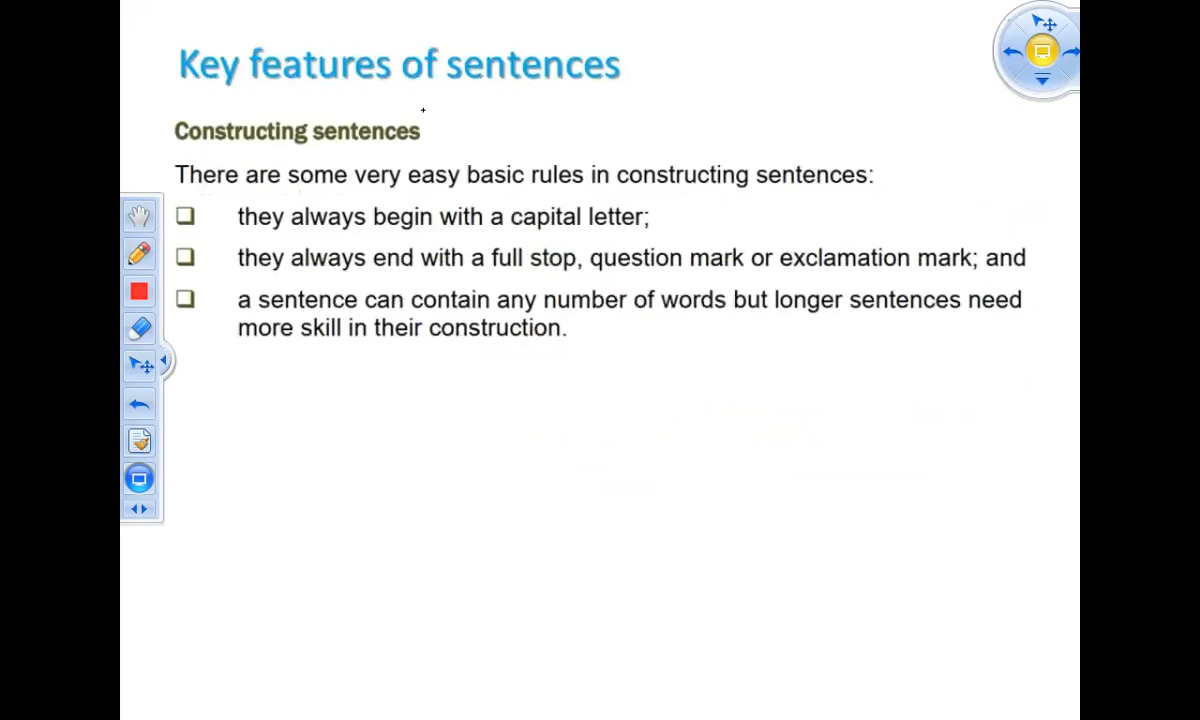 Key features of sentences
Constructing sentences
There are some very easy basic rules in constructing sentences:
they always begin with a capital letter;
they always end with a full stop, question mark or exclamation mark; and
a sentence can contain any number of words but longer sentences need
more skill in their construction.